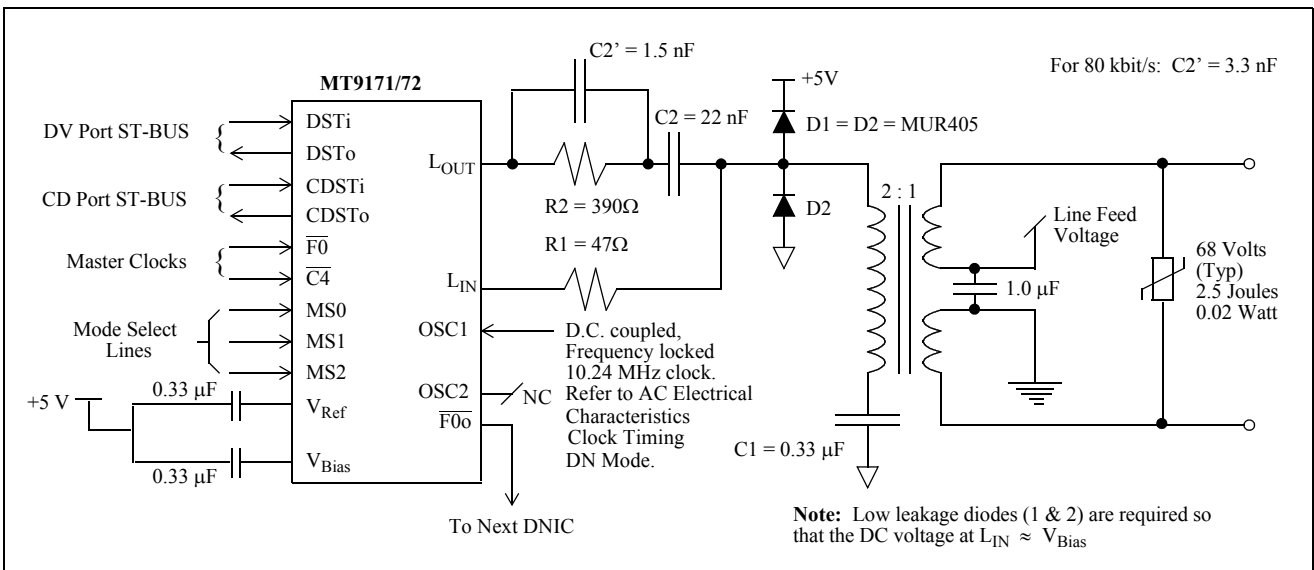 C2’ = 1.5 nF
For 80 kbit/s: C2’ = 3.3 nF
MT9171/72
+5V
DV Port ST-BUS
DSTi
DSTo
C2 = 22 nF
D1 = D2 = MUR405
CD Port ST-BUS
CDSTi
CDSTo
LOUT
R2 = 390Ω
D2
2 : 1
Line Feed
Voltage
Master Clocks
F0
C4
R1 = 47Ω
LIN
68 Volts
(Typ)
2.5 Joules
0.02 Watt
1.0 µF
Mode Select
Lines
MS0
MS1
MS2
OSC1
D.C. coupled,
Frequency locked
10.24 MHz clock.
Refer to AC Electrical
Characteristics
Clock Timing
DN Mode.
OSC2
NC
F0o
+5 V
0.33 µF
VRef
0.33 µF
VBias
C1 = 0.33 µF
To Next DNIC
Note: Low leakage diodes (1 & 2) are required so
that the DC voltage at LIN ≈ VBias